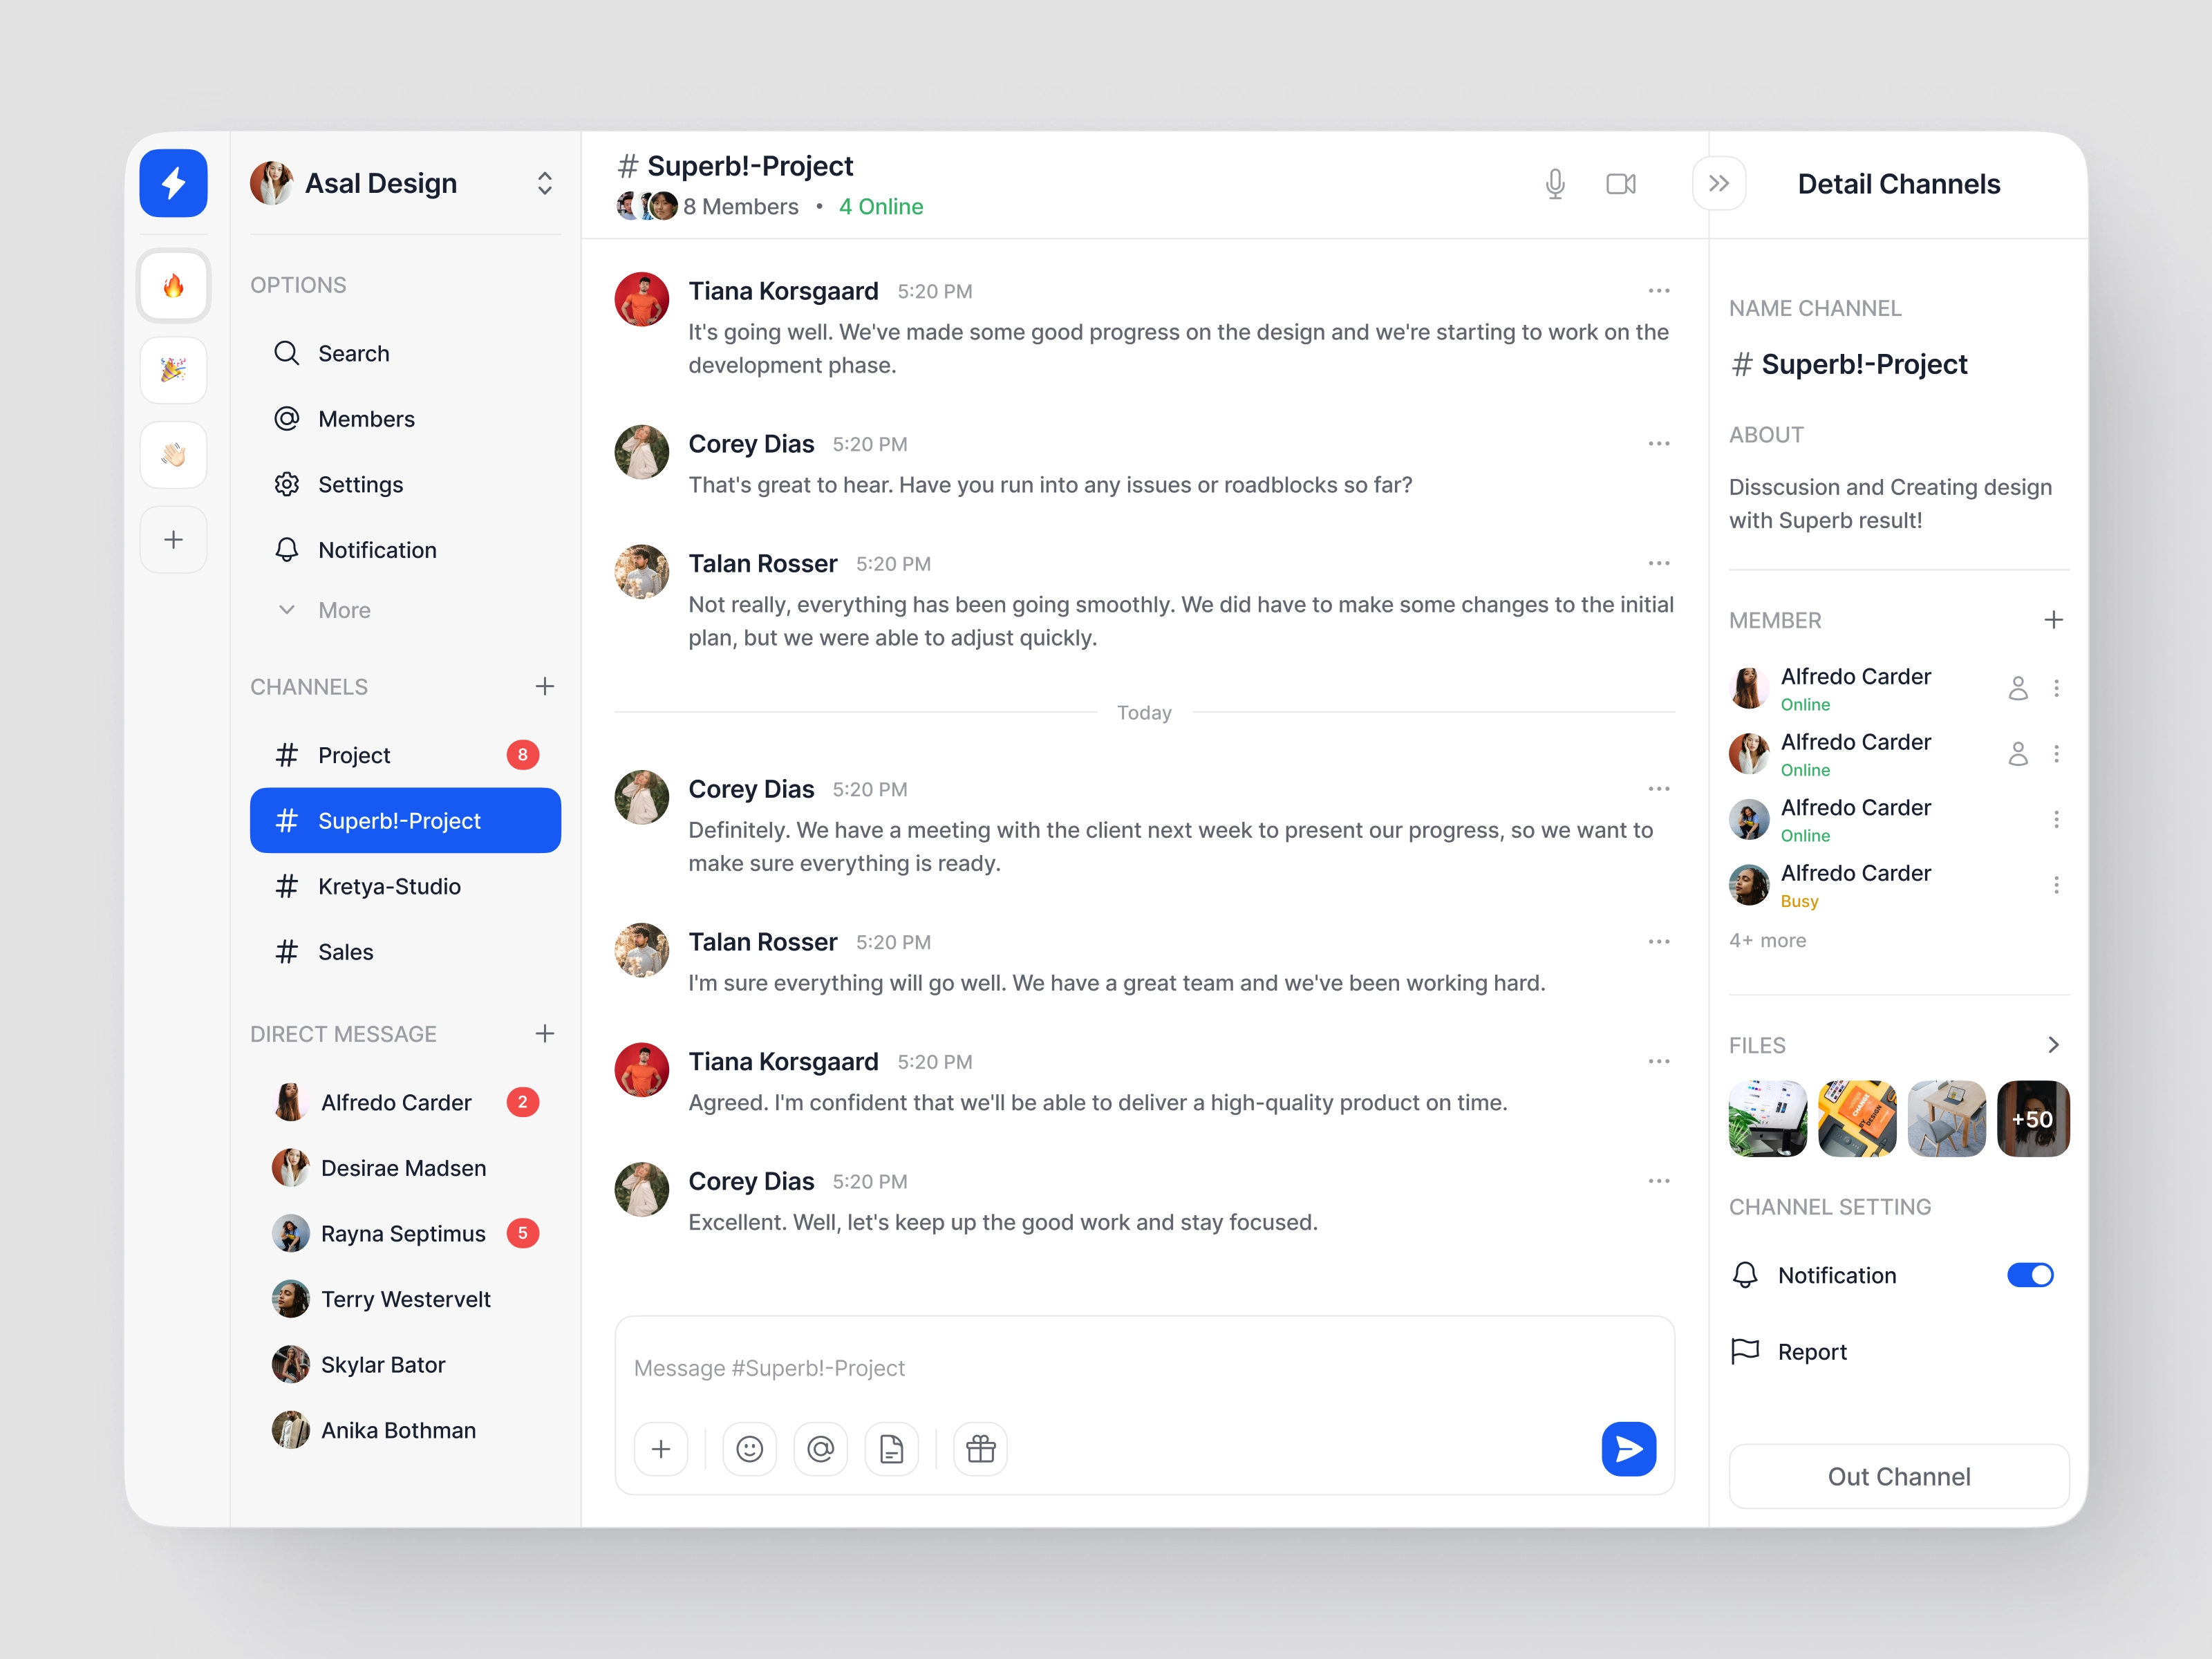 Asal Design
OPTIONS
Search
Members
Settings
Notification
More
CHANNELS
# Project 8
# Superb!-Project
# Kretya-Studio
# Sales
DIRECT MESSAGE
Alfredo Carder 2
Desirae Madsen
Rayna Septimus 5
Terry Westervelt
Skylar Bator
Anika Bothman
# Superb!-Project
8 Members • 4 Online
Tiana Korsgaard 5:20 PM
It's going well. We've made some good progress on the design and we're starting to work on the
development phase.
Corey Dias 5:20 PM
That's great to hear. Have you run into any issues or roadblocks so far?
Talan Rosser 5:20 PM
Not really, everything has been going smoothly. We did have to make some changes to the initial
plan, but we were able to adjust quickly.
Today
Corey Dias 5:20 PM
Definitely. We have a meeting with the client next week to present our progress, so we want to
make sure everything is ready.
Talan Rosser 5:20 PM
I'm sure everything will go well. We have a great team and we've been working hard.
Tiana Korsgaard 5:20 PM
Agreed. I'm confident that we'll be able to deliver a high-quality product on time.
Corey Dias 5:20 PM
Excellent. Well, let's keep up the good work and stay focused.
Message #Superb!-Project
Detail Channels
NAME CHANNEL
# Superb!-Project
ABOUT
Disscusion and Creating design
with Superb result!
MEMBER
Alfredo Carder
Online
Alfredo Carder
Online
Alfredo Carder
Online
Alfredo Carder
Busy
4+ more
FILES
CHANGE
BY DESIGN
+50
CHANNEL SETTING
Notification
Report
Out Channel